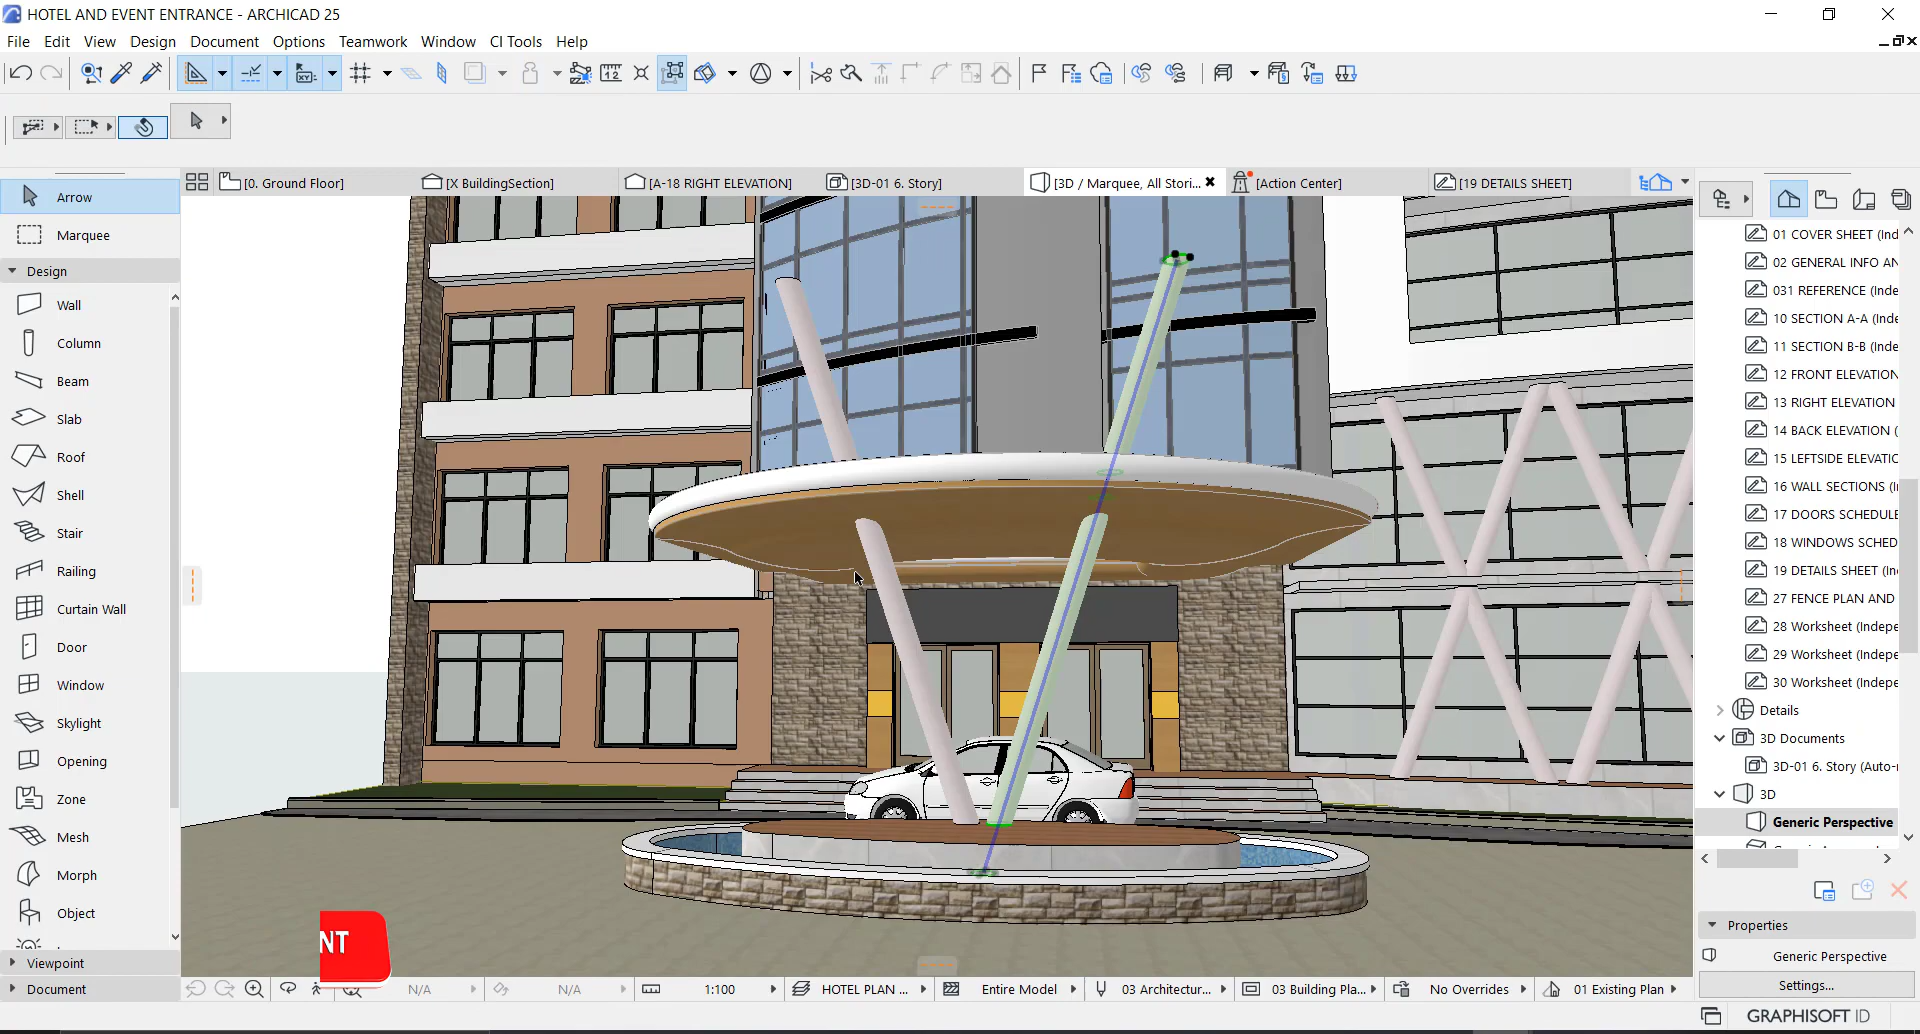 HOTEL AND EVENT ENTRANCE - ARCHICAD 25
File Edit View Design Document Options Teamwork Window CI Tools Help
[0. Ground Floor]
[X BuildingSection]
[A-18 RIGHT ELEVATION]
[3D-01 6. Story]
[3D / Marquee, All Stori...
[Action Center]
[19 DETAILS SHEET]
Arrow
Marquee
Design
Wall
Column
Beam
Slab
Roof
Shell
Stair
Railing
Curtain Wall
Door
Window
Skylight
Opening
Zone
Mesh
Morph
Object
Viewpoint
Document
NT
01 COVER SHEET (Ind
02 GENERAL INFO AN
031 REFERENCE (Inde
10 SECTION A-A (Inde
11 SECTION B-B (Inde
12 FRONT ELEVATION
13 RIGHT ELEVATION
14 BACK ELEVATION (
15 LEFTSIDE ELEVATIC
16 WALL SECTIONS (I
17 DOORS SCHEDULE
18 WINDOWS SCHED
19 DETAILS SHEET (In
27 FENCE PLAN AND
28 Worksheet (Indepe
29 Worksheet (Indepe
30 Worksheet (Indepe
Details
3D Documents
3D-01 6. Story (Auto-
3D
Generic Perspective
Properties
Generic Perspective
Settings...
N/A
N/A
1:100
HOTEL PLAN ...
Entire Model
03 Architectur...
03 Building Pla...
No Overrides
01 Existing Plan
GRAPHISOFT ID